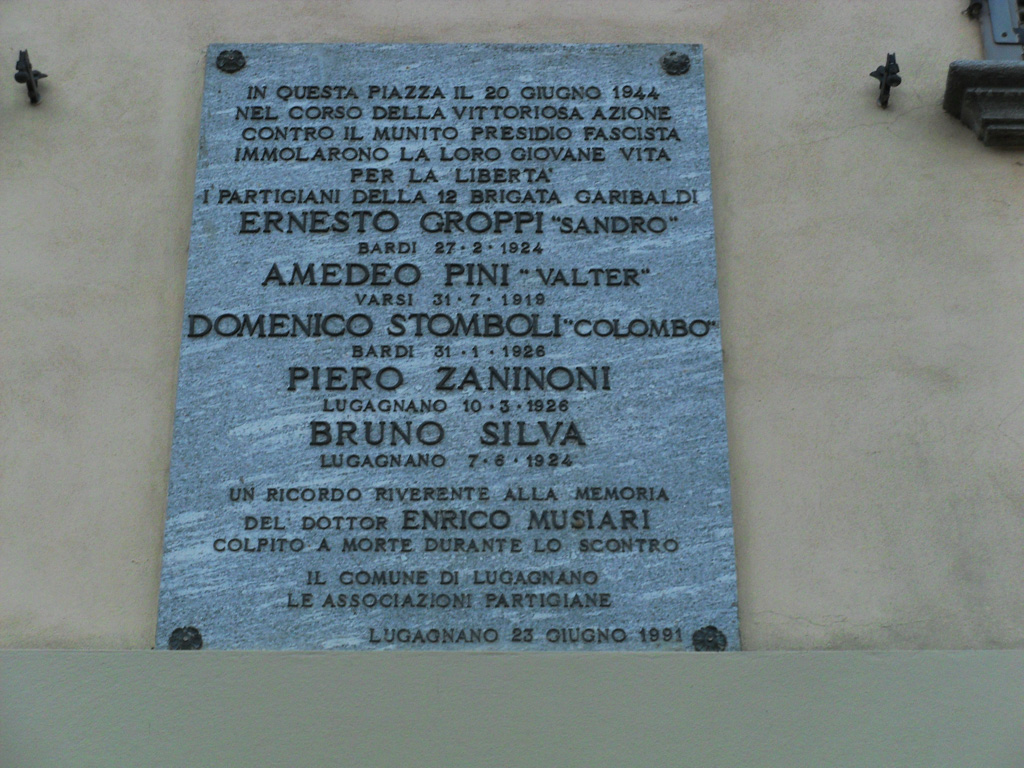 IN QUESTA PIAZZA IL 20 GIUGNO 1944
NEL CORSO DELLA VITTORIOSA AZIONE
CONTRO IL MUNITO PRESIDIO FASCISTA
IMMOLARONO LA LORO GIOVANE VITA
PER LA LIBERTA'
I PARTIGIANI DELLA 12 BRIGATA GARIBALDI
ERNESTO GROPPI "SANDRO"
BARDI 27·2·1924
AMEDEO PINI "VALTER"
VARSI 31·7·1919
DOMENICO STOMBOLI "COLOMBO"
BARDI 31·1·1926
PIERO ZANINONI
LUGAGNANO 10·3·1926
BRUNO SILVA
LUGAGNANO 7·6·1924
UN RICORDO RIVERENTE ALLA MEMORIA
DEL DOTTOR ENRICO MUSIARI
COLPITO A MORTE DURANTE LO SCONTRO
IL COMUNE DI LUGAGNANO
LE ASSOCIAZIONI PARTIGIANE
LUGAGNANO 23 GIUGNO 1991